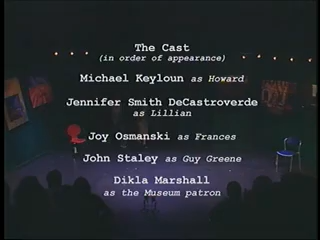 The Cast
(in order of appearance)
Michael Keyloun as Howard
Jennifer Smith DeCastroverde
as Lillian
Joy Osmanski as Frances
John Staley as Guy Greene
Dikla Marshall
as the Museum patron